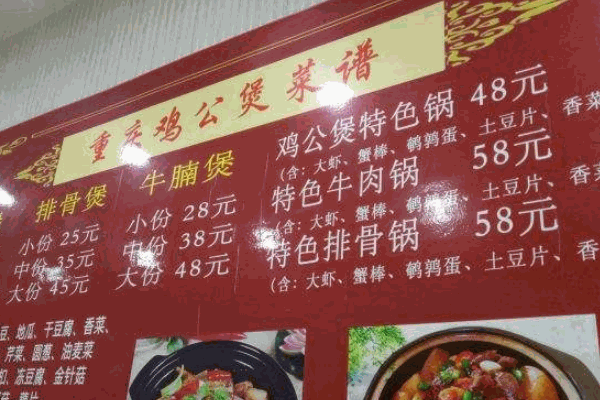 重庆鸡公煲菜谱
排骨煲
小份 25元
中份 35元
大份 45元
牛腩煲
小份 28元
中份 38元
大份 48元
鸡公煲特色锅 48元
(含：大虾、蟹棒、鹌鹑蛋、土豆片、香菜
特色牛肉锅 58元
(含：大虾、蟹棒、鹌鹑蛋、土豆片、香
特色排骨锅 58元
(含：大虾、蟹棒、鹌鹑蛋、土豆片、香
豆、地瓜、干豆腐、香菜、
芹菜、圆葱、油麦菜
冻豆腐、金针菇